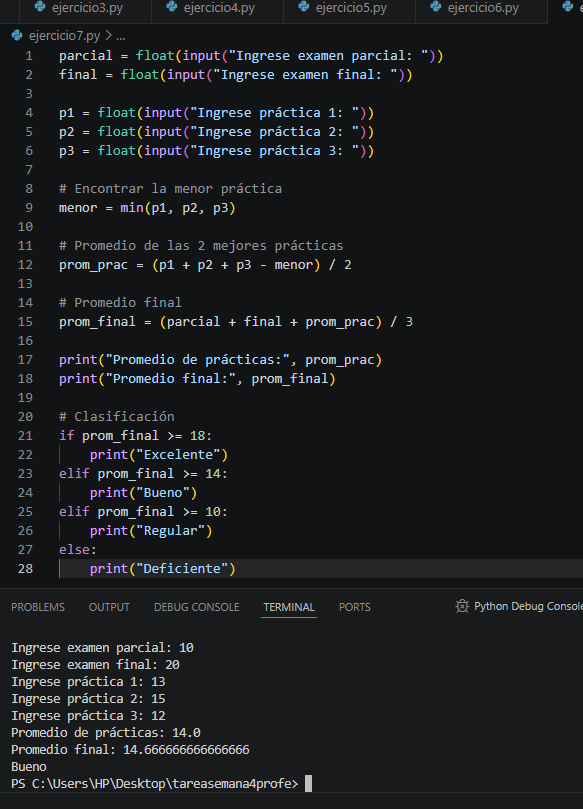 ejercicio3.py ejercicio4.py ejercicio5.py ejercicio6.py
ejercicio7.py > ...
1 parcial = float(input("Ingrese examen parcial: "))
2 final = float(input("Ingrese examen final: "))
3
4 p1 = float(input("Ingrese práctica 1: "))
5 p2 = float(input("Ingrese práctica 2: "))
6 p3 = float(input("Ingrese práctica 3: "))
7
8 # Encontrar la menor práctica
9 menor = min(p1, p2, p3)
10
11 # Promedio de las 2 mejores prácticas
12 prom_prac = (p1 + p2 + p3 - menor) / 2
13
14 # Promedio final
15 prom_final = (parcial + final + prom_prac) / 3
16
17 print("Promedio de prácticas:", prom_prac)
18 print("Promedio final:", prom_final)
19
20 # Clasificación
21 if prom_final >= 18:
22 print("Excelente")
23 elif prom_final >= 14:
24 print("Bueno")
25 elif prom_final >= 10:
26 print("Regular")
27 else:
28 print("Deficiente")
PROBLEMS OUTPUT DEBUG CONSOLE TERMINAL PORTS Python Debug Console
Ingrese examen parcial: 10
Ingrese examen final: 20
Ingrese práctica 1: 13
Ingrese práctica 2: 15
Ingrese práctica 3: 12
Promedio de prácticas: 14.0
Promedio final: 14.666666666666666
Bueno
PS C:\Users\HP\Desktop\tareasemana4profe>